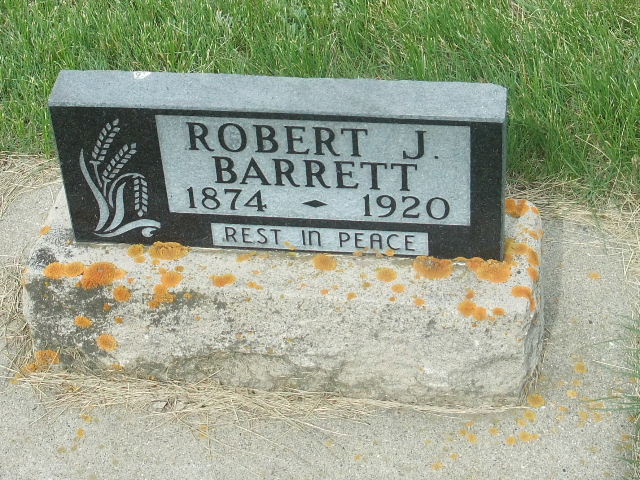 ROBERT J.
BARRETT
1874 ◆ 1920
REST IN PEACE